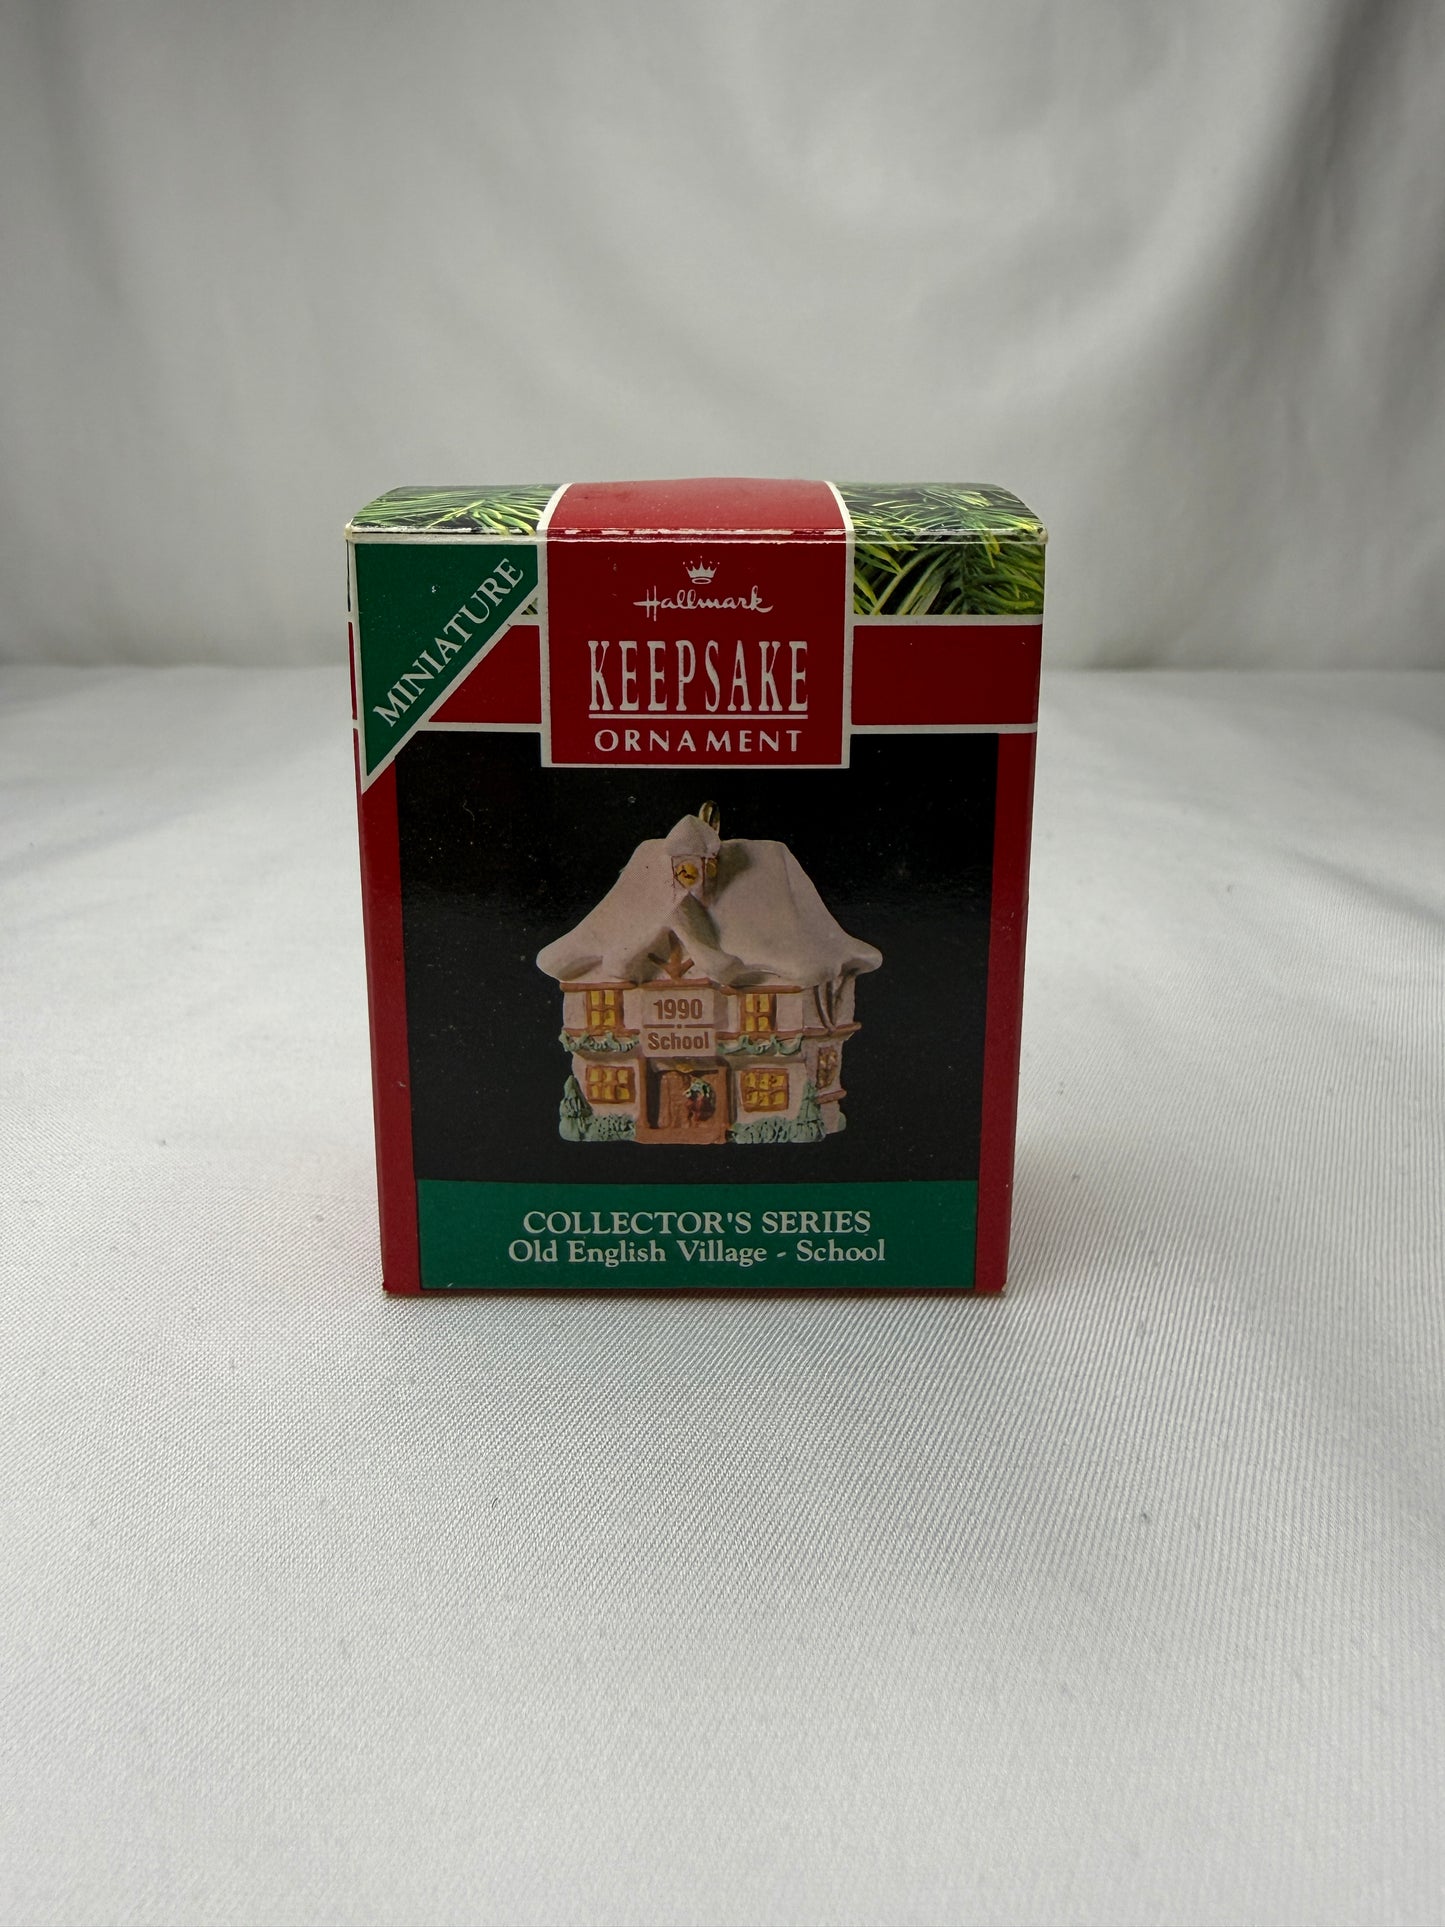 MINIATURE
Hallmark
KEEPSAKE
ORNAMENT
1990
School
COLLECTOR'S SERIES
Old English Village - School